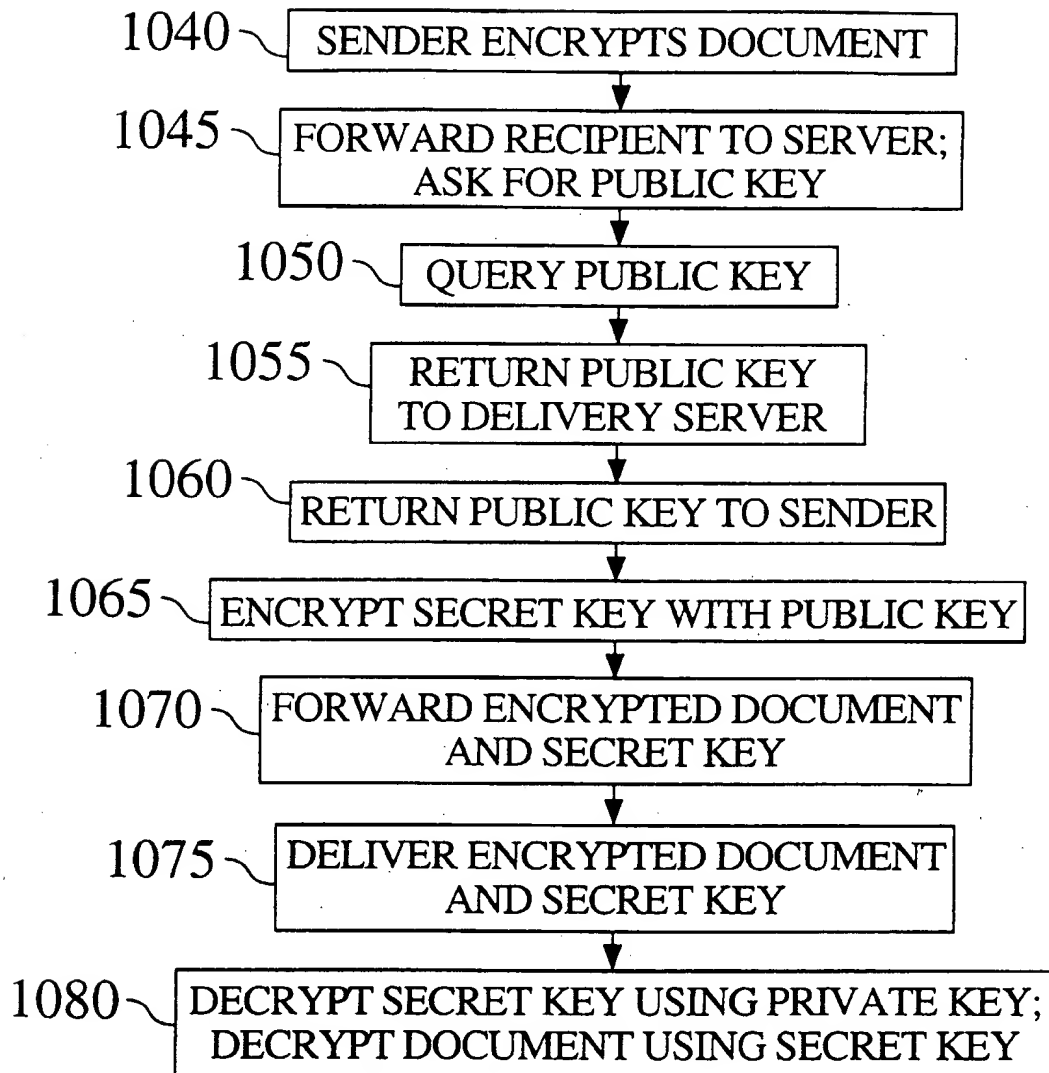 1040 SENDER ENCRYPTS DOCUMENT
1045 FORWARD RECIPIENT TO SERVER;
ASK FOR PUBLIC KEY
1050 QUERY PUBLIC KEY
1055 RETURN PUBLIC KEY
TO DELIVERY SERVER
1060 RETURN PUBLIC KEY TO SENDER
1065 ENCRYPT SECRET KEY WITH PUBLIC KEY
1070 FORWARD ENCRYPTED DOCUMENT
AND SECRET KEY
1075 DELIVER ENCRYPTED DOCUMENT
AND SECRET KEY
1080 DECRYPT SECRET KEY USING PRIVATE KEY;
DECRYPT DOCUMENT USING SECRET KEY